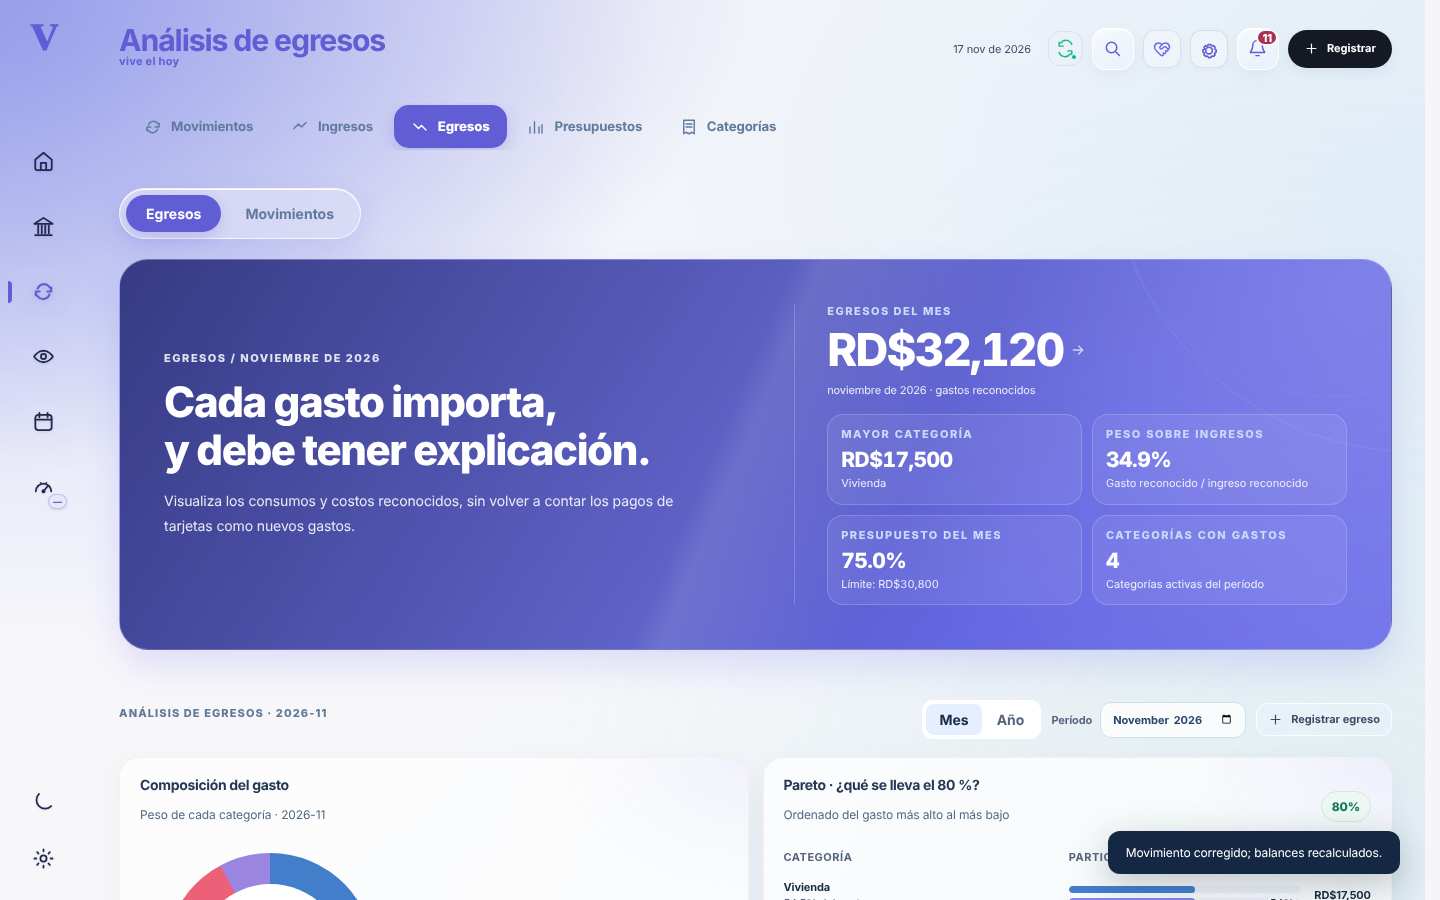 V
Análisis de egresos
vive el hoy
17 nov de 2026
11
+ Registrar
Movimientos
Ingresos
Egresos
Presupuestos
Categorías
Egresos
Movimientos
EGRESOS / NOVIEMBRE DE 2026
Cada gasto importa,
y debe tener explicación.
Visualiza los consumos y costos reconocidos, sin volver a contar los pagos de
tarjetas como nuevos gastos.
EGRESOS DEL MES
RD$32,120 →
noviembre de 2026 · gastos reconocidos
MAYOR CATEGORÍA
RD$17,500
Vivienda
PESO SOBRE INGRESOS
34.9%
Gasto reconocido / ingreso reconocido
PRESUPUESTO DEL MES
75.0%
Límite: RD$30,800
CATEGORÍAS CON GASTOS
4
Categorías activas del período
ANÁLISIS DE EGRESOS · 2026-11
Mes
Año
Período
November 2026
+ Registrar egreso
Composición del gasto
Peso de cada categoría · 2026-11
Pareto · ¿qué se lleva el 80 %?
Ordenado del gasto más alto al más bajo
80%
CATEGORÍA
Movimiento corregido; balances recalculados.
Vivienda
RD$17,500